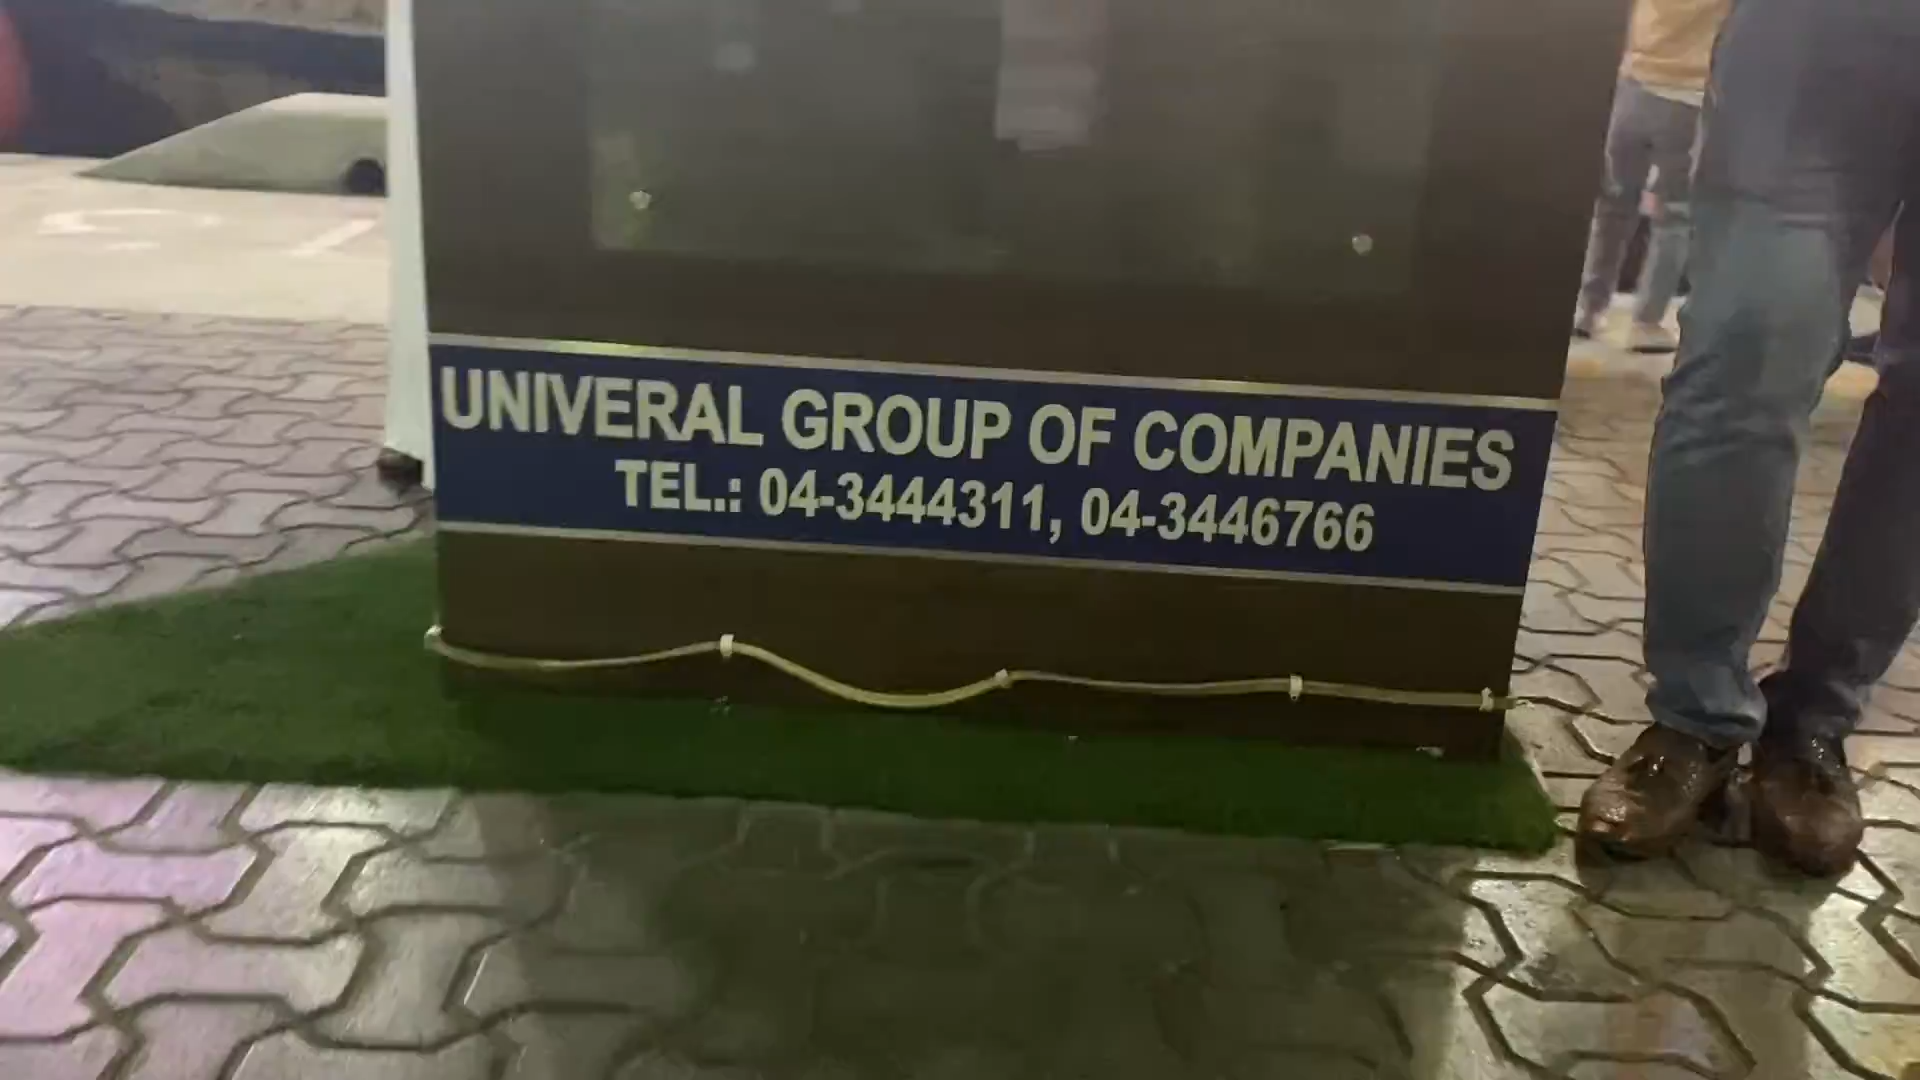 UNIVERAL GROUP OF COMPANIES
TEL.: 04-3444311, 04-3446766